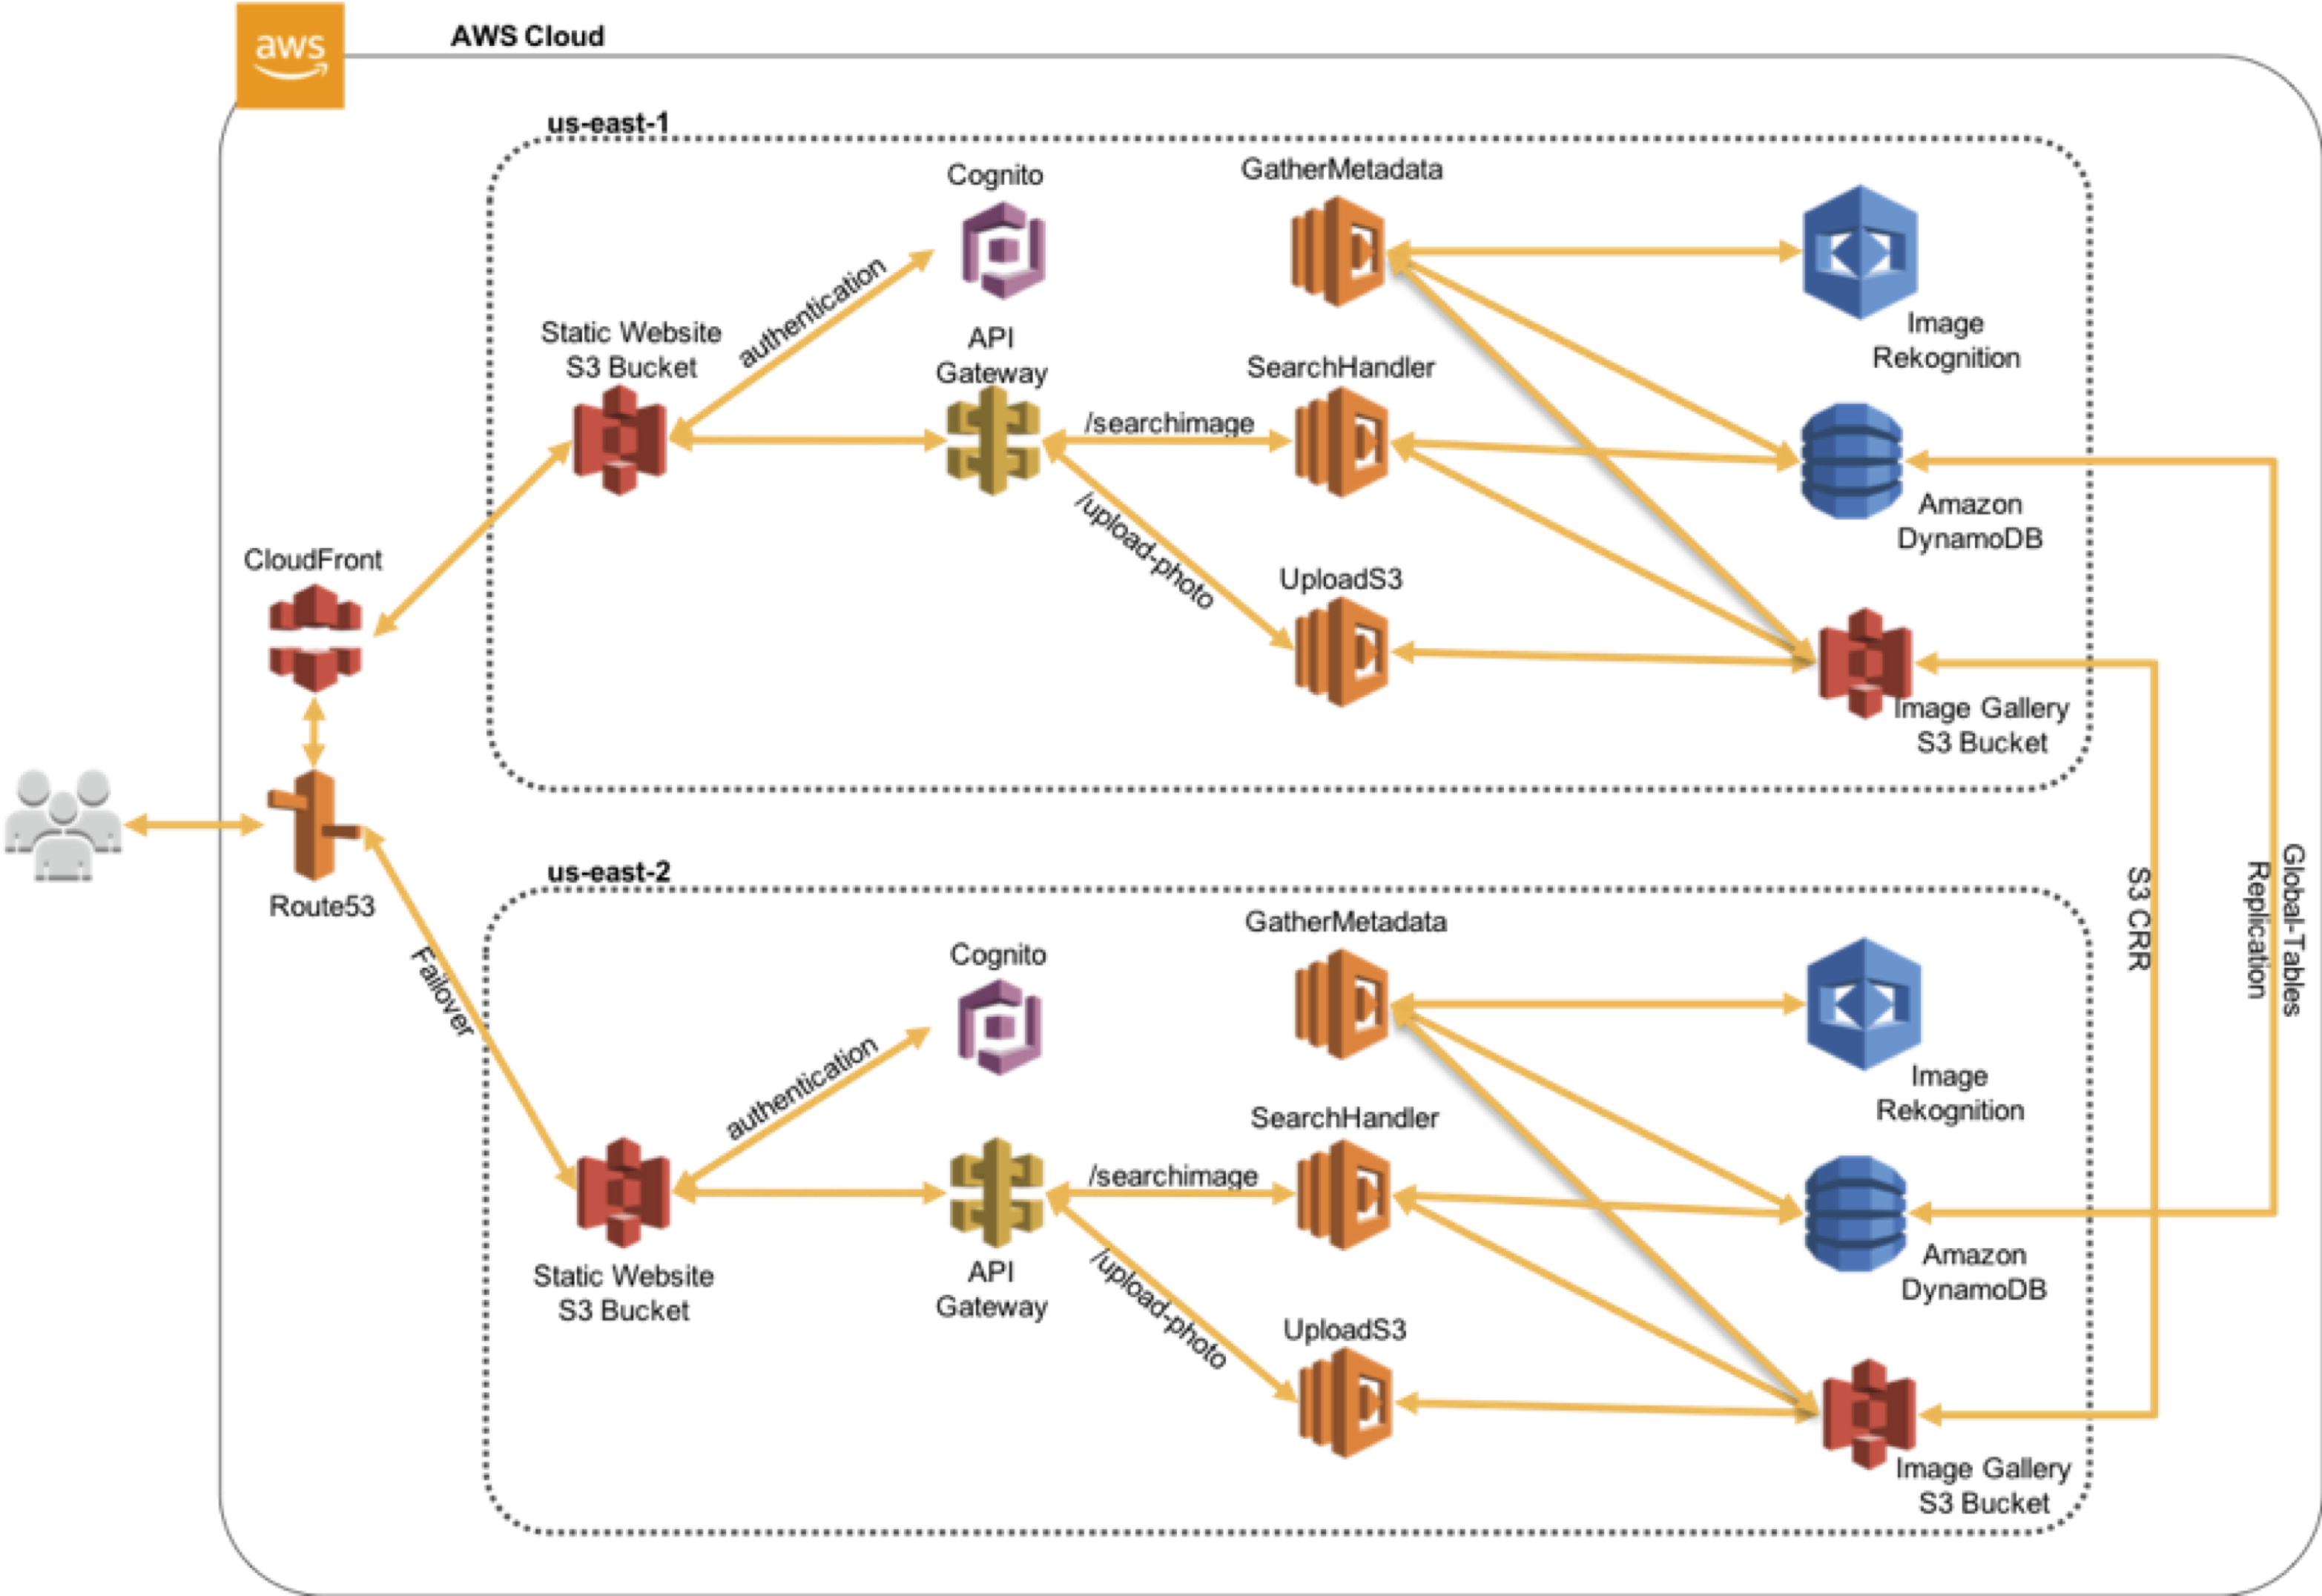 aws
AWS Cloud
us-east-1
Cognito
GatherMetadata
Static Website
S3 Bucket
authentication
API
Gateway
SearchHandler
Image
Rekognition
/searchimage
/upload-photo
Amazon
DynamoDB
CloudFront
UploadS3
Image Gallery
S3 Bucket
Route53
Failover
us-east-2
Cognito
GatherMetadata
S3 CRR
Global-Tables
Replication
authentication
SearchHandler
Image
Rekognition
/searchimage
Static Website
S3 Bucket
API
Gateway
/upload-photo
UploadS3
Amazon
DynamoDB
Image Gallery
S3 Bucket